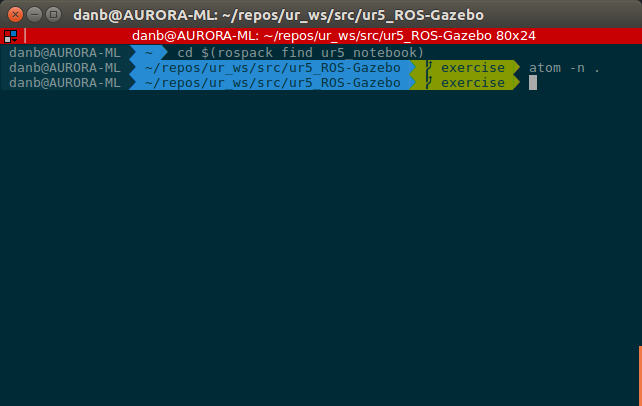 danb@AURORA-ML: ~/repos/ur_ws/src/ur5_ROS-Gazebo
danb@AURORA-ML: ~/repos/ur_ws/src/ur5_ROS-Gazebo 80x24
danb@AURORA-ML ~ cd $(rospack find ur5_notebook)
danb@AURORA-ML ~/repos/ur_ws/src/ur5_ROS-Gazebo exercise atom -n .
danb@AURORA-ML ~/repos/ur_ws/src/ur5_ROS-Gazebo exercise